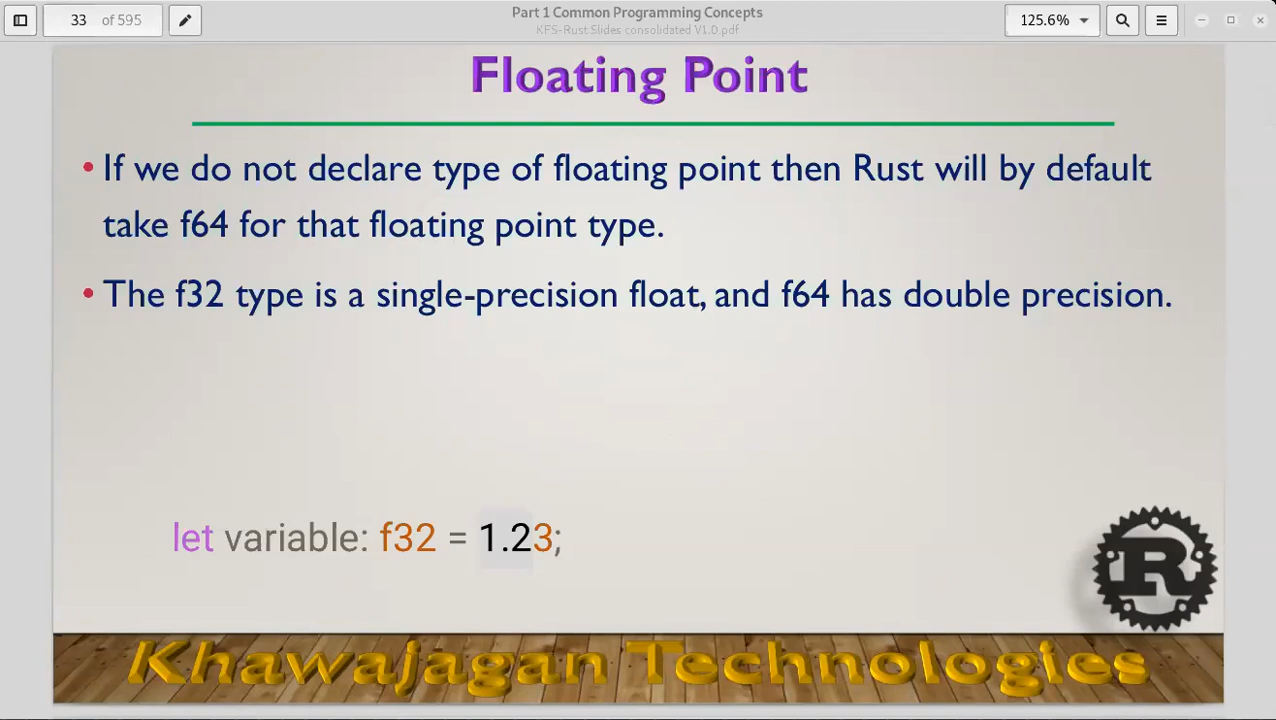 33 of 595
Part 1 Common Programming Concepts
KFS-Rust Slides consolidated V1.0.pdf
125.6%
Floating Point
• If we do not declare type of floating point then Rust will by default
take f64 for that floating point type.
• The f32 type is a single-precision float, and f64 has double precision.
let variable: f32 = 1.23;
R
Khawajagan Technologies